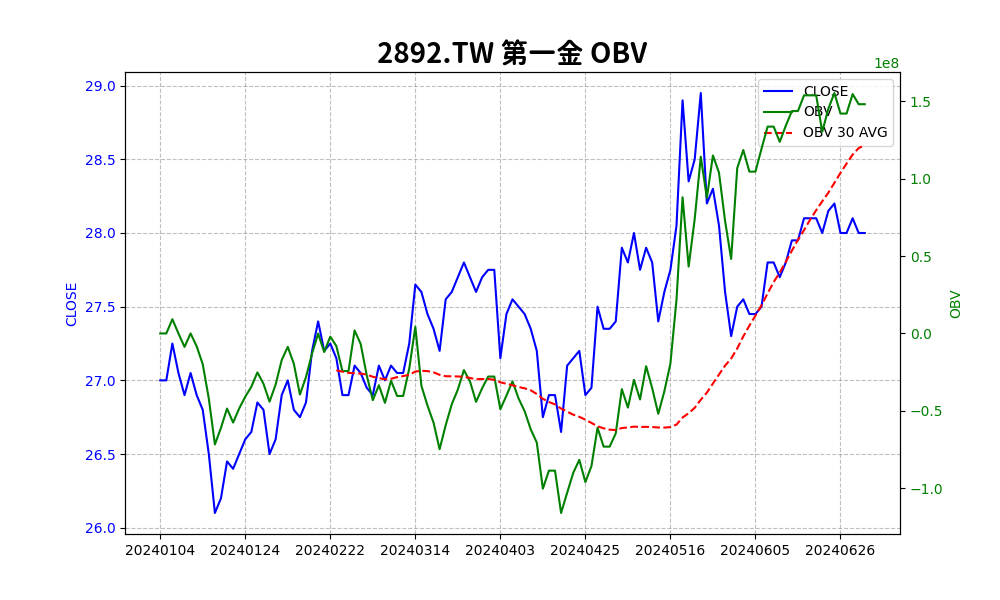 2892.TW 第一金 OBV
1e8
29.0
28.5
28.0
27.5
27.0
26.5
26.0
CLOSE
CLOSE
OBV
OBV 30 AVG
1.5
1.0
0.5
0.0
−0.5
−1.0
OBV
20240104 20240124 20240222 20240314 20240403 20240425 20240516 20240605 20240626